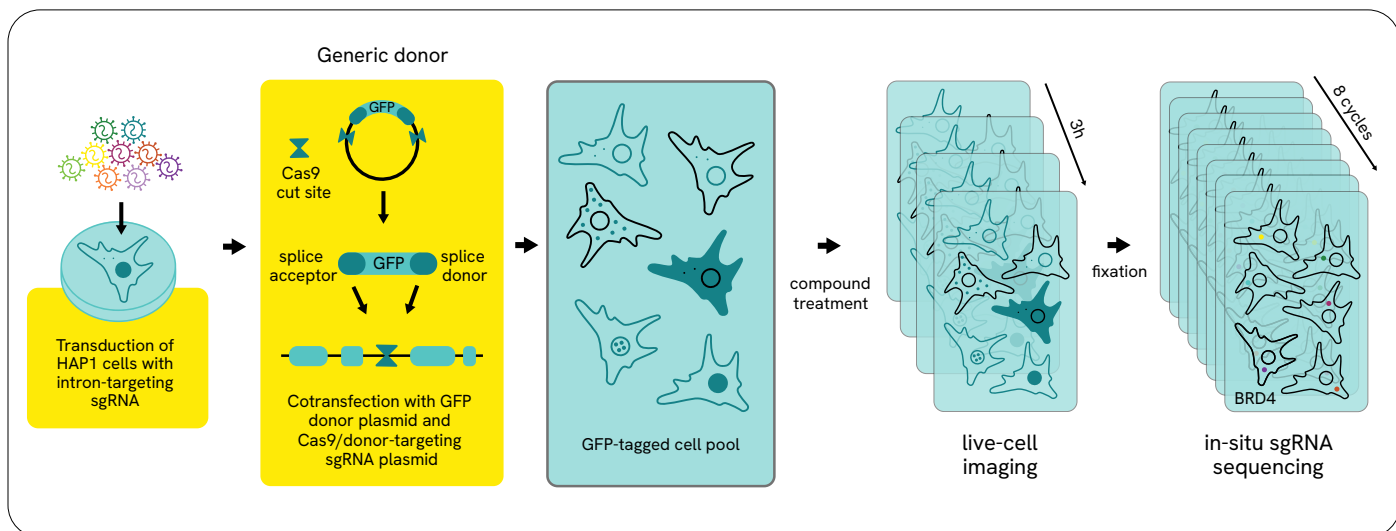 Transduction of
HAP1 cells with
intron-targeting
sgRNA
Generic donor
GFP
Cas9
cut site
splice
acceptor
GFP
splice
donor
Cotransfection with GFP
donor plasmid and
Cas9/donor-targeting
sgRNA plasmid
GFP-tagged cell pool
compound
treatment
3h
live-cell
imaging
fixation
8 cycles
BRD4
in-situ sgRNA
sequencing